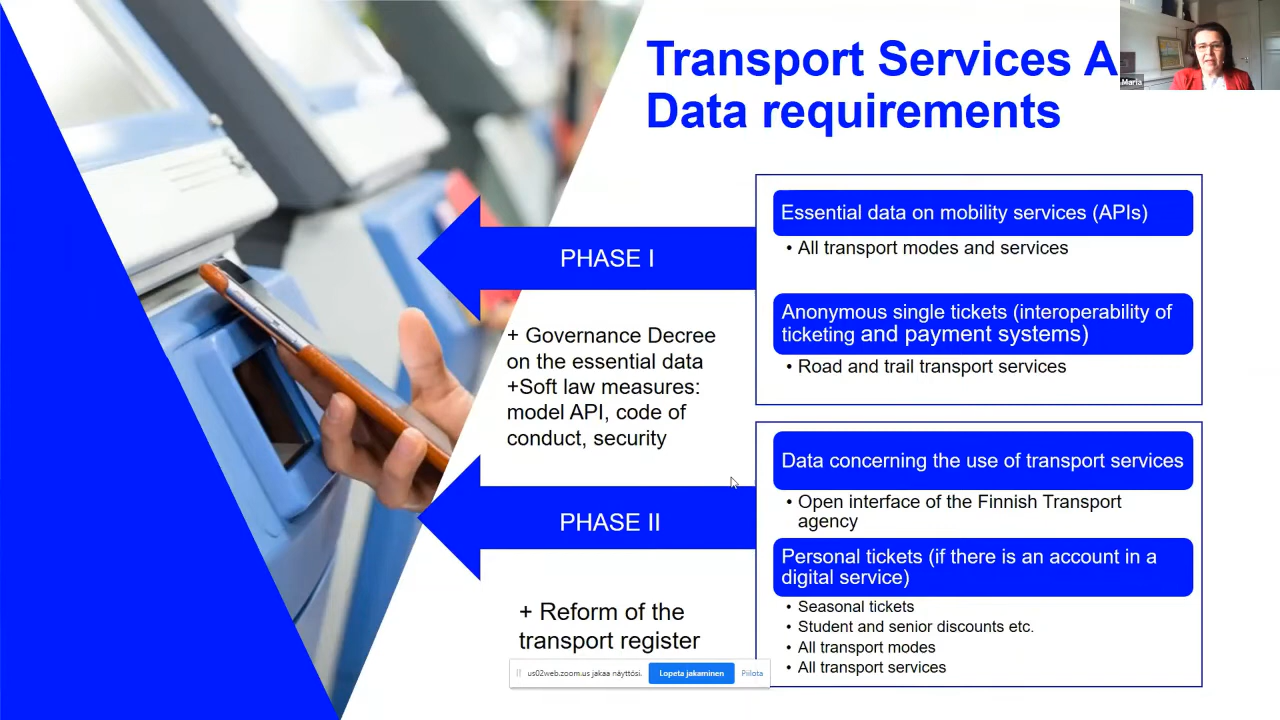 Transport Services A
Data requirements
Maria
Essential data on mobility services (APIs)
• All transport modes and services
PHASE I
Anonymous single tickets (interoperability of
ticketing and payment systems)
• Road and trail transport services
+ Governance Decree
on the essential data
+Soft law measures:
model API, code of
conduct, security
Data concerning the use of transport services
• Open interface of the Finnish Transport
agency
PHASE II
Personal tickets (if there is an account in a
digital service)
• Seasonal tickets
• Student and senior discounts etc.
• All transport modes
• All transport services
+ Reform of the
transport register
us02web.zoom.us jakaa näyttösi.
Lopeta jakaminen
Piilota